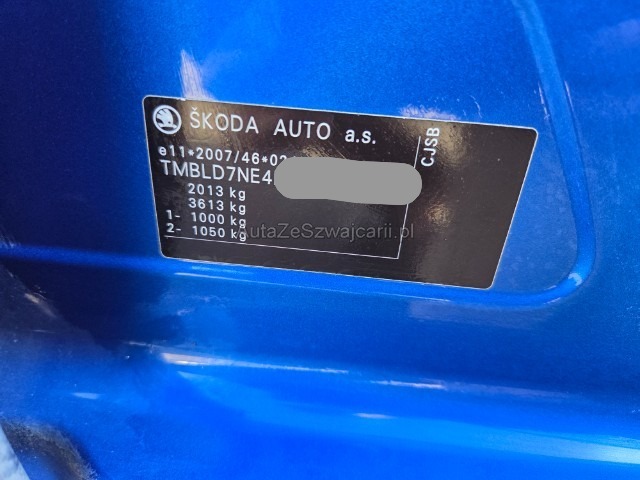 ŠKODA AUTO a.s.
e11*2007/46*0
TMBLD7NE4
2013 kg
3613 kg
1- 1000 kg
2- 1050 kg
CJSB
AutaZeSzwajcarii.pl